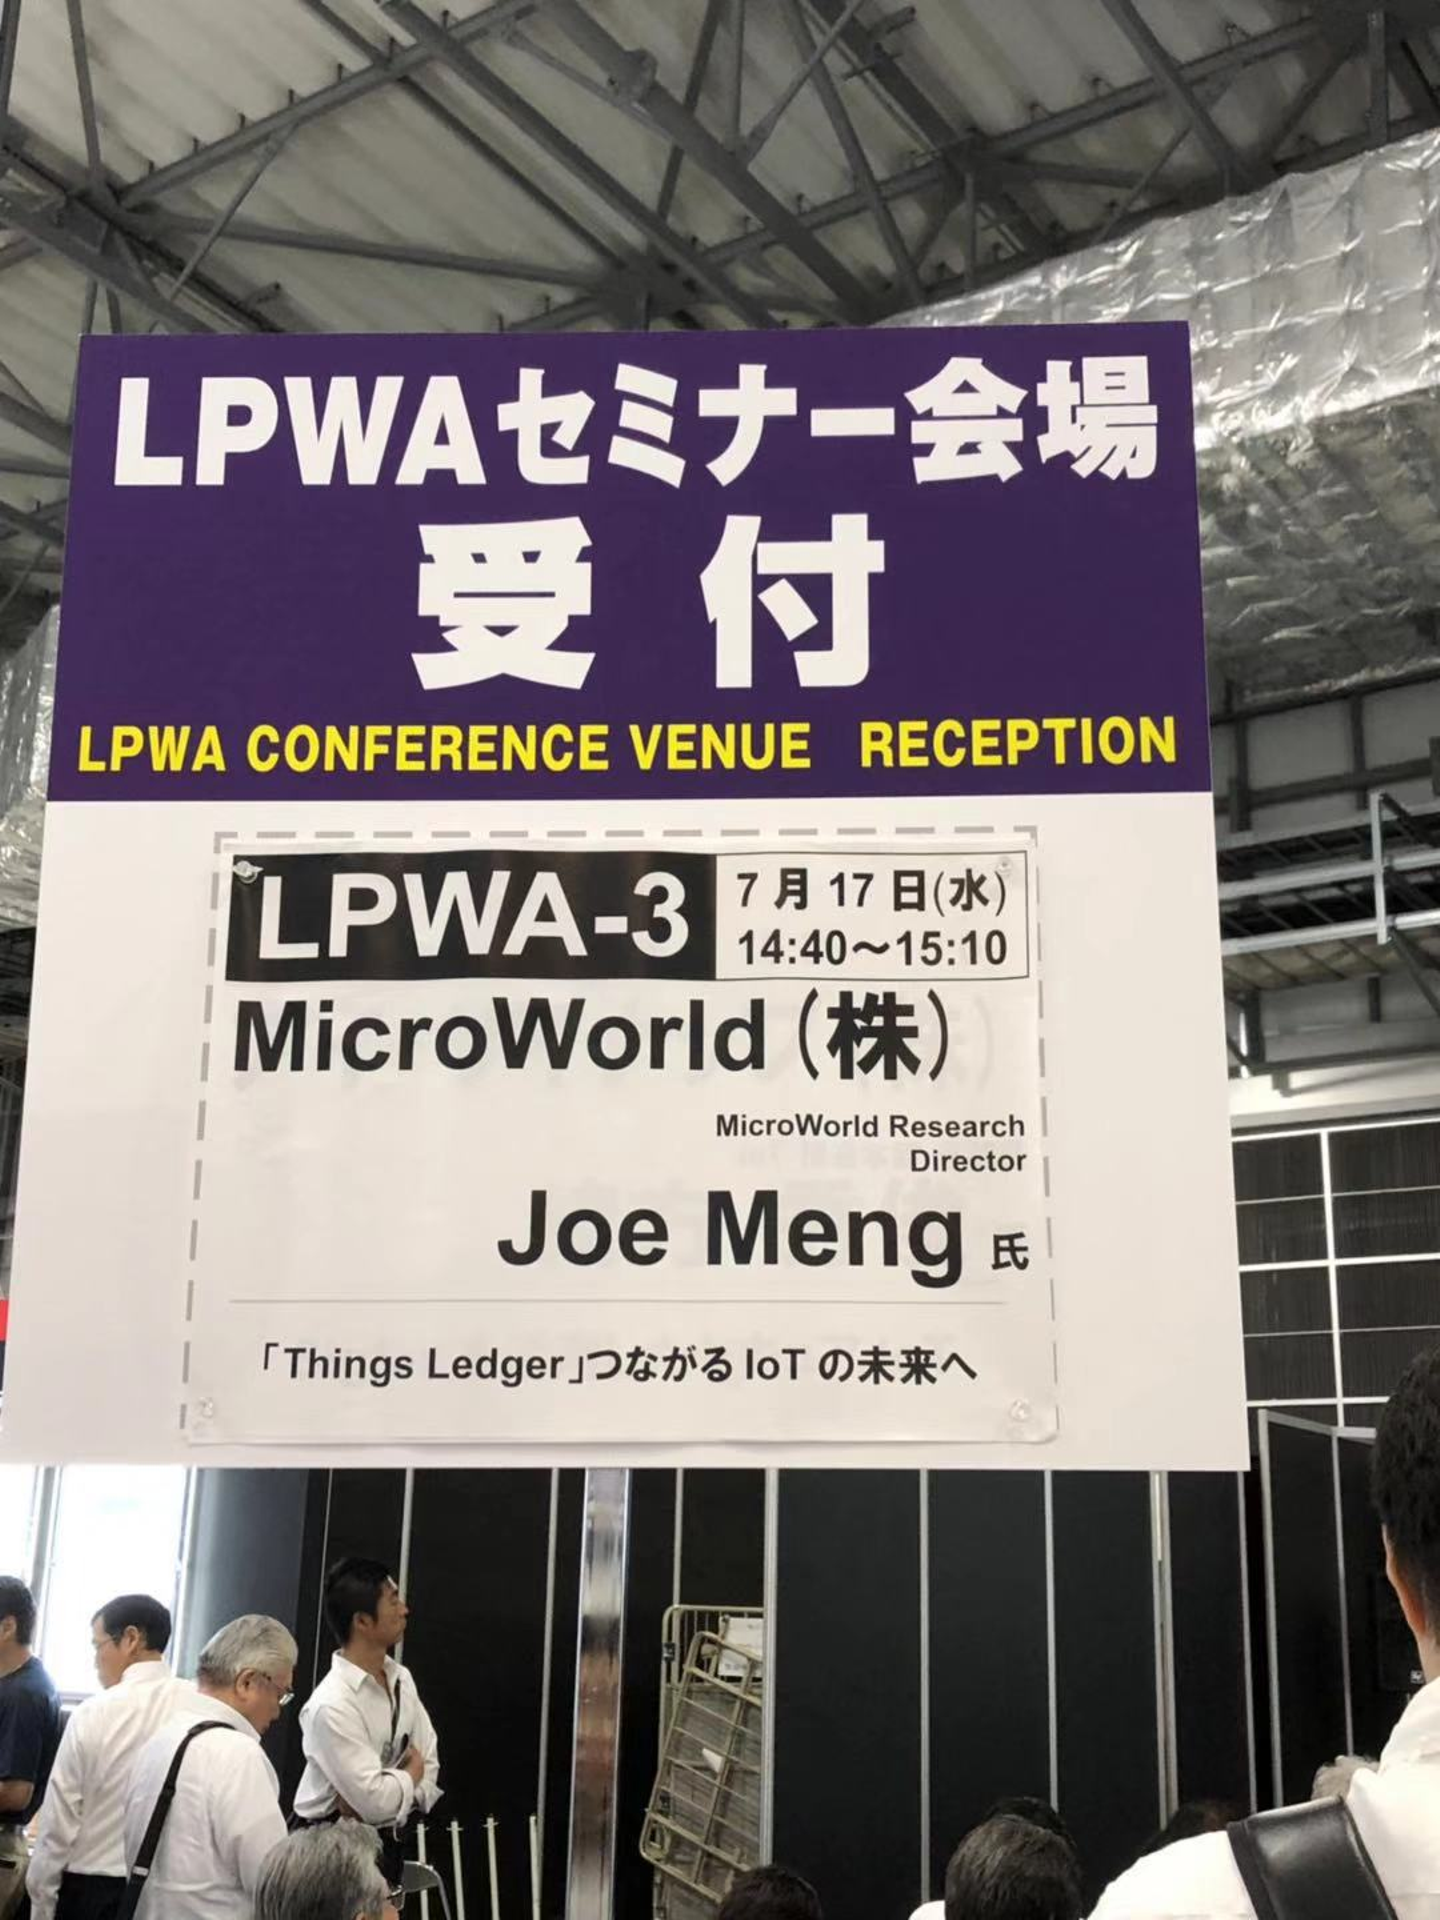 LPWAセミナー会場
受付
LPWA CONFERENCE VENUE RECEPTION
LPWA-3
7月17日(水)
14:40〜15:10
MicroWorld(株)
MicroWorld Research
Director
Joe Meng 氏
「Things Ledger」つながる IoT の未来へ